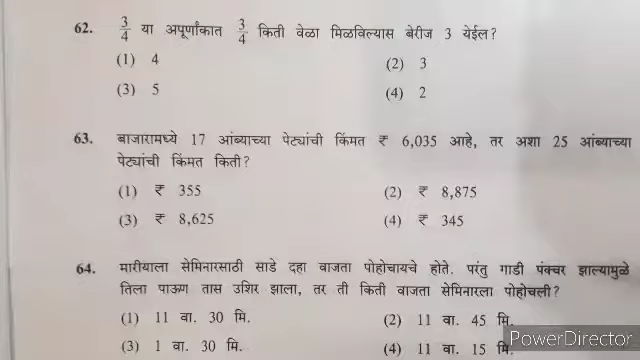 62. 3/4 या अपूर्णांकात 3/4 किती वेळा मिळविल्यास बेरीज 3 येईल?
(1) 4 (2) 3
(3) 5 (4) 2
63. बाजारामध्ये 17 आंब्याच्या पेट्यांची किंमत ₹ 6,035 आहे, तर अशा 25 आंब्याच्या
पेट्यांची किंमत किती?
(1) ₹ 355 (2) ₹ 8,875
(3) ₹ 8,625 (4) ₹ 345
64. मारीयाला सेमिनारसाठी साडे दहा वाजता पोहोचायचे होते. परंतु गाडी पंक्चर झाल्यामुळे
तिला पाऊण तास उशिर झाला, तर ती किती वाजता सेमिनारला पोहोचली?
(1) 11 वा. 30 मि. (2) 11 वा. 45 मि.
(3) 1 वा. 30 मि. (4) 11 वा. 15 मि.
PowerDirector